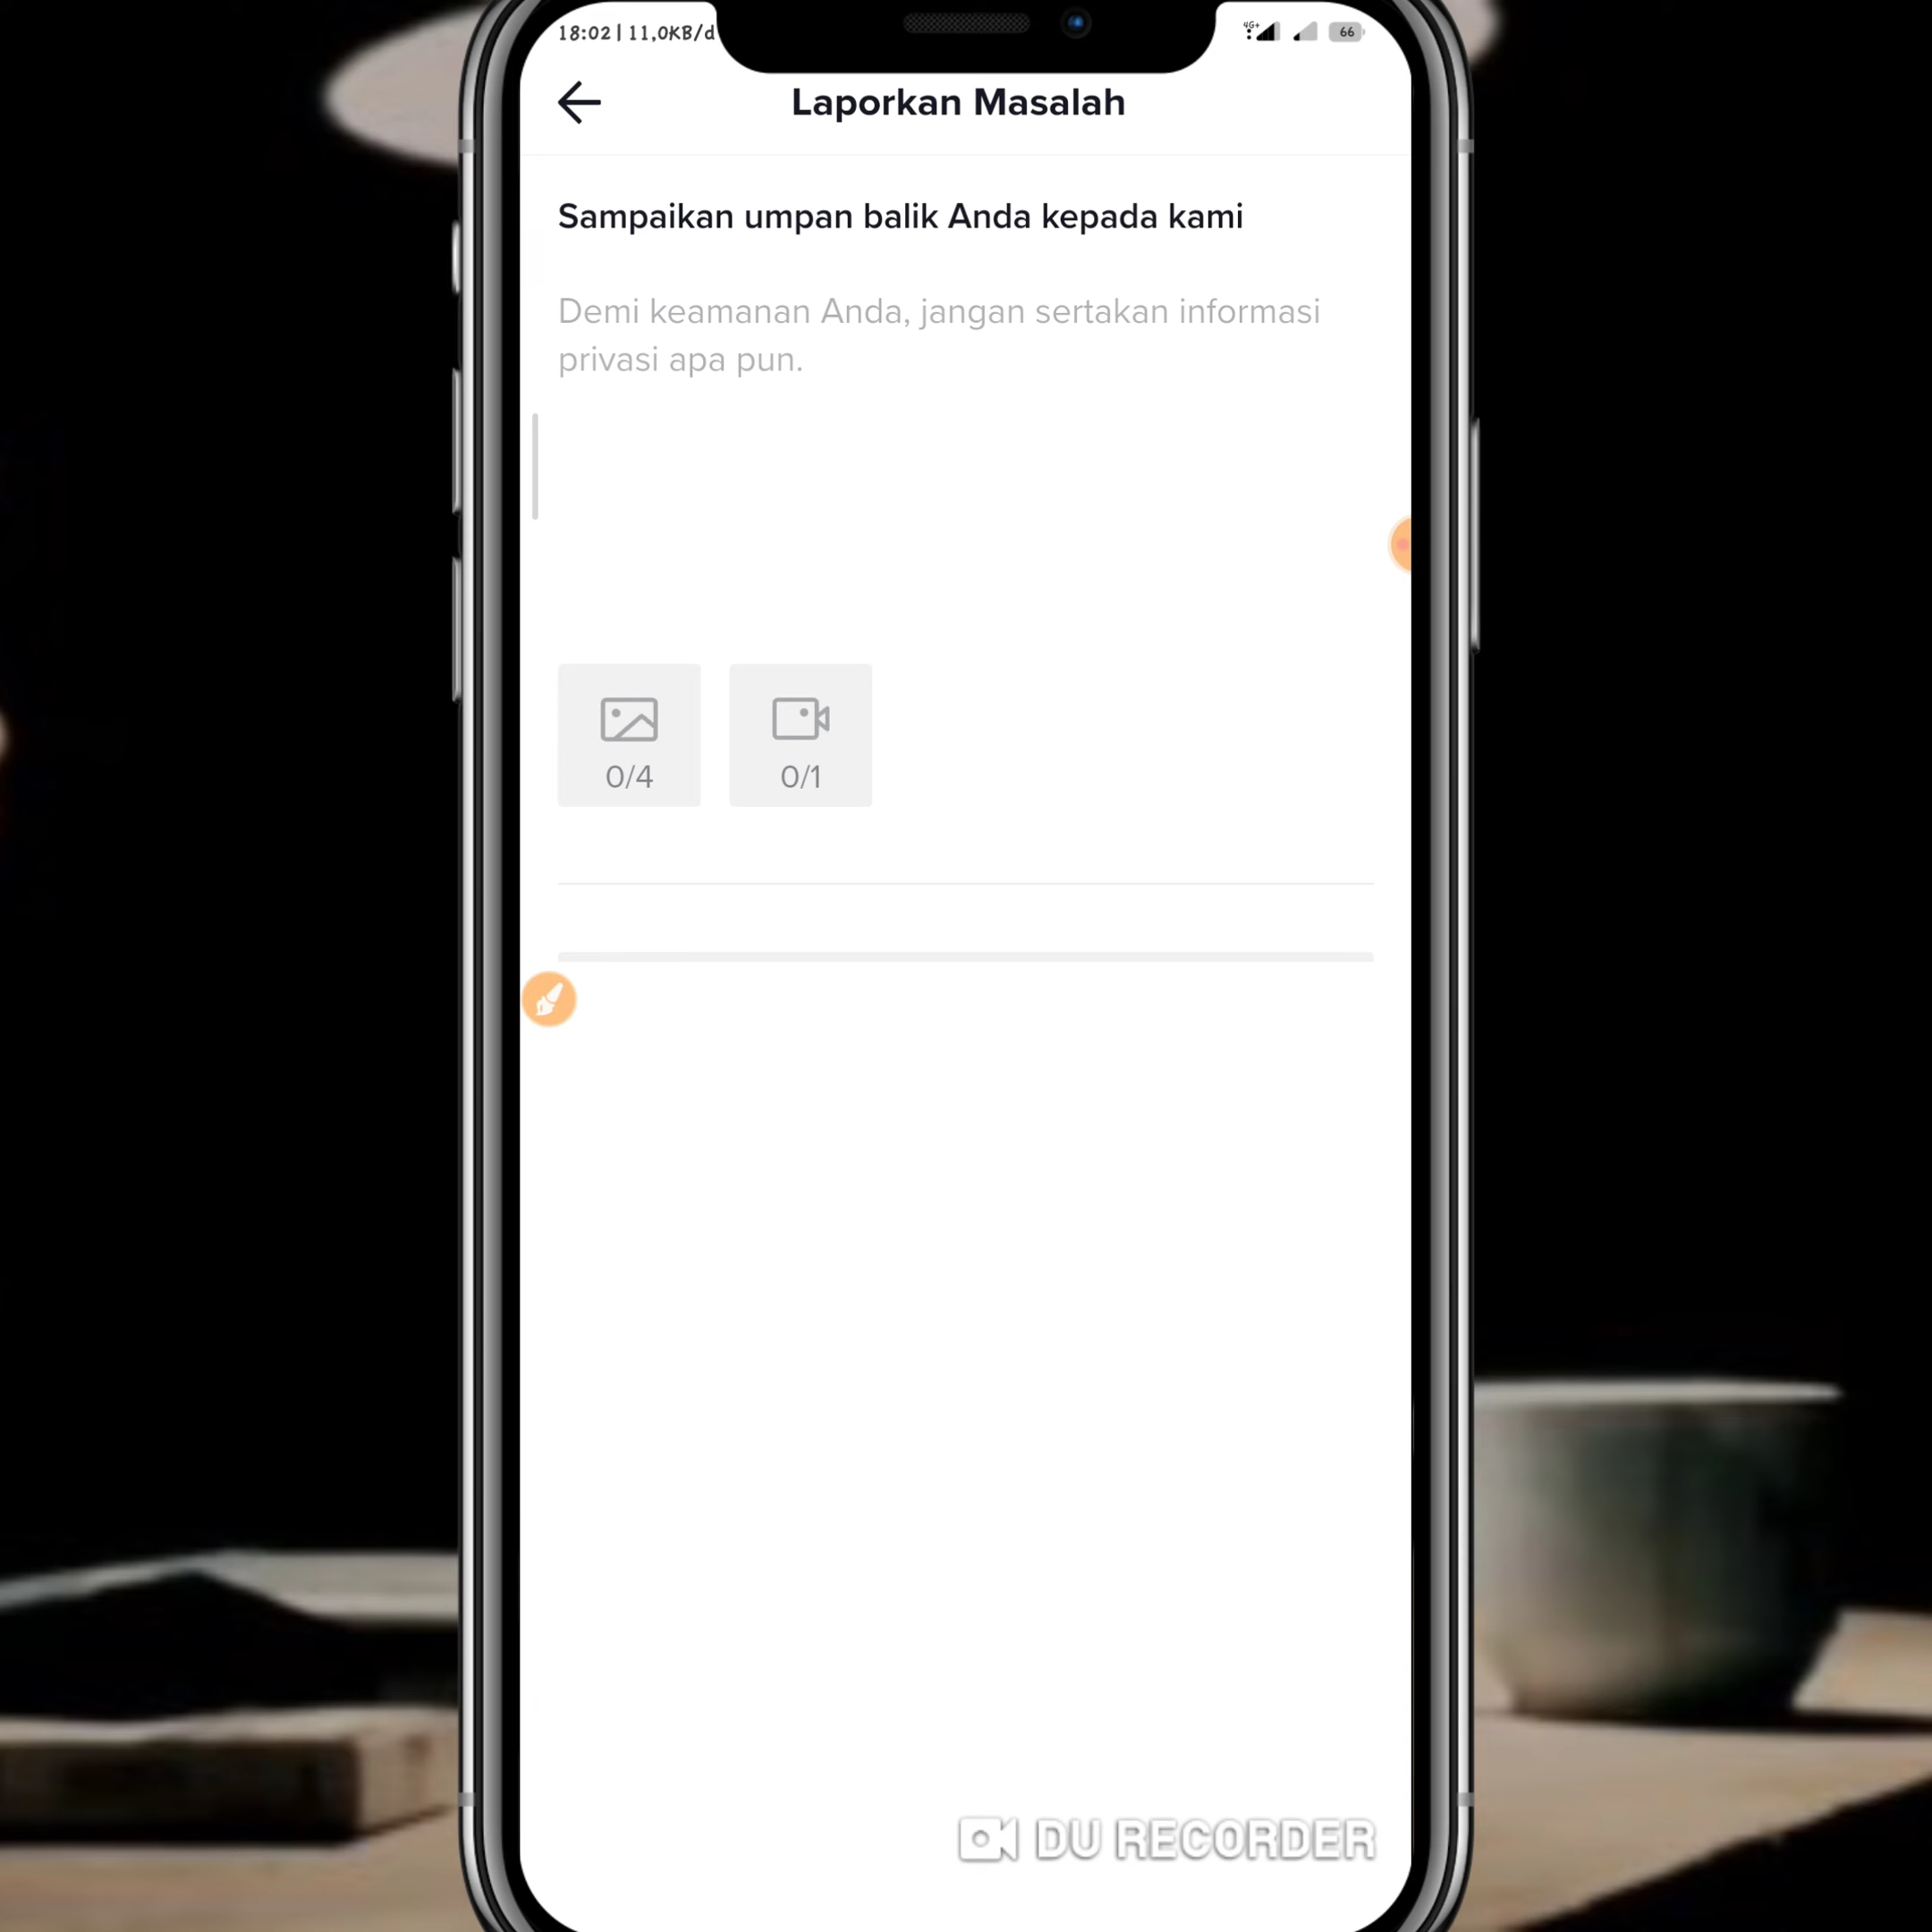 18:02 | 11,0KB/d
4G+
66
Laporkan Masalah
Sampaikan umpan balik Anda kepada kami
Demi keamanan Anda, jangan sertakan informasi
privasi apa pun.
0/4
0/1
DU RECORDER